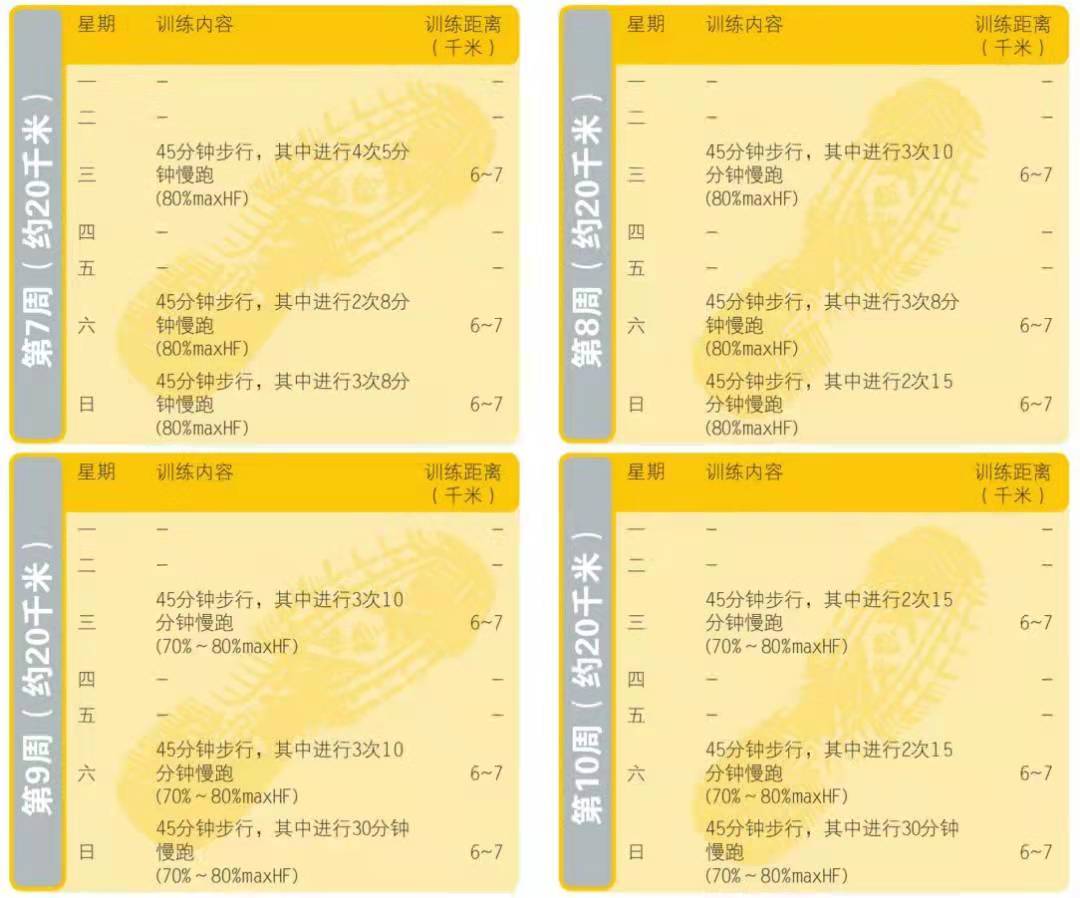 第7周（约20千米）
星期 训练内容 训练距离
（千米）
一 – –
二 – –
45分钟步行，其中进行4次5分
三 钟慢跑 6~7
(80%maxHF)
四 – –
五 – –
45分钟步行，其中进行2次8分
六 钟慢跑 6~7
(80%maxHF)
45分钟步行，其中进行3次8分
日 钟慢跑 6~7
(80%maxHF)
第8周（约20千米）
星期 训练内容 训练距离
（千米）
一 – –
二 – –
45分钟步行，其中进行3次10
三 分钟慢跑 6~7
(80%maxHF)
四 – –
五 – –
45分钟步行，其中进行3次8分
六 钟慢跑 6~7
(80%maxHF)
45分钟步行，其中进行2次15
日 分钟慢跑 6~7
(80%maxHF)
第9周（约20千米）
星期 训练内容 训练距离
（千米）
一 – –
二 – –
45分钟步行，其中进行3次10
三 分钟慢跑 6~7
(70%～80%maxHF)
四 – –
五 – –
45分钟步行，其中进行3次10
六 分钟慢跑 6~7
(70%～80%maxHF)
45分钟步行，其中进行30分钟
日 慢跑 6~7
(70%～80%maxHF)
第10周（约20千米）
星期 训练内容 训练距离
（千米）
一 – –
二 – –
45分钟步行，其中进行2次15
三 分钟慢跑 6~7
(70%～80%maxHF)
四 – –
五 – –
45分钟步行，其中进行2次15
六 分钟慢跑 6~7
(70%～80%maxHF)
45分钟步行，其中进行30分钟
日 慢跑 6~7
(70%～80%maxHF)